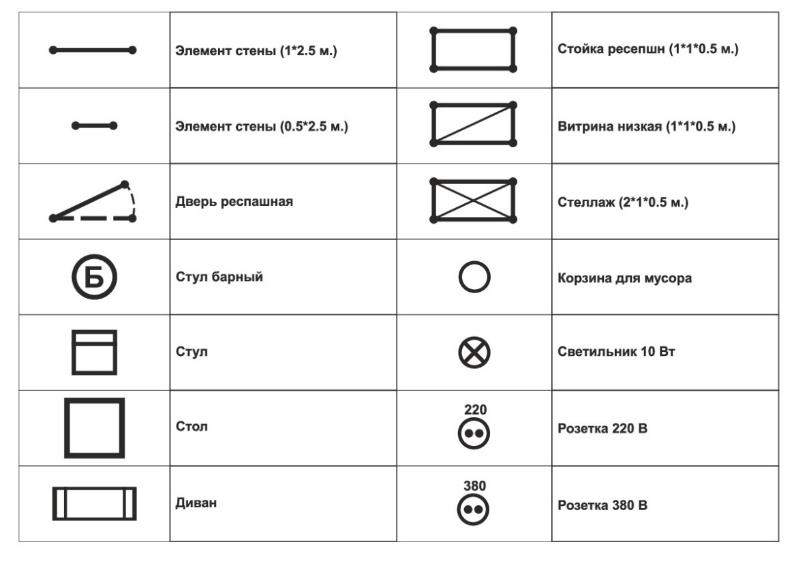 Элемент стены (1*2.5 м.)
Стойка ресепшн (1*1*0.5 м.)
Элемент стены (0.5*2.5 м.)
Витрина низкая (1*1*0.5 м.)
Дверь респашная
Стеллаж (2*1*0.5 м.)
Б
Стул барный
Корзина для мусора
Стул
Светильник 10 Вт
Стол
220
Розетка 220 В
Диван
380
Розетка 380 В